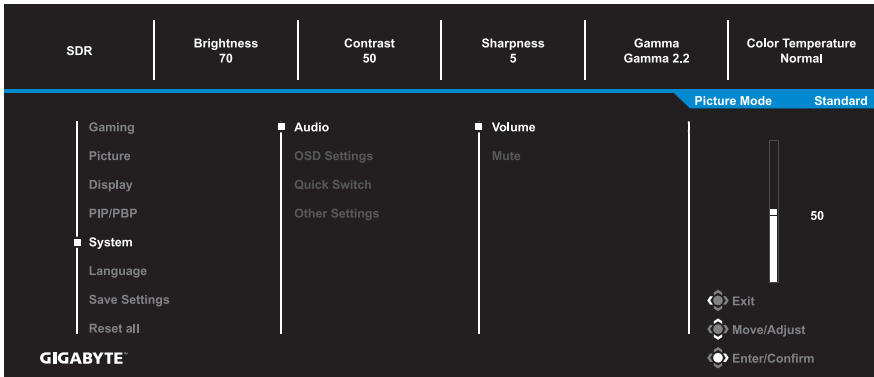 SDR
Brightness
70
Contrast
50
Sharpness
5
Gamma
Gamma 2.2
Color Temperature
Normal
Picture Mode Standard
Gaming
Picture
Display
PIP/PBP
System
Language
Save Settings
Reset all
Audio
OSD Settings
Quick Switch
Other Settings
Volume
Mute
50
Exit
Move/Adjust
Enter/Confirm
GIGABYTE™